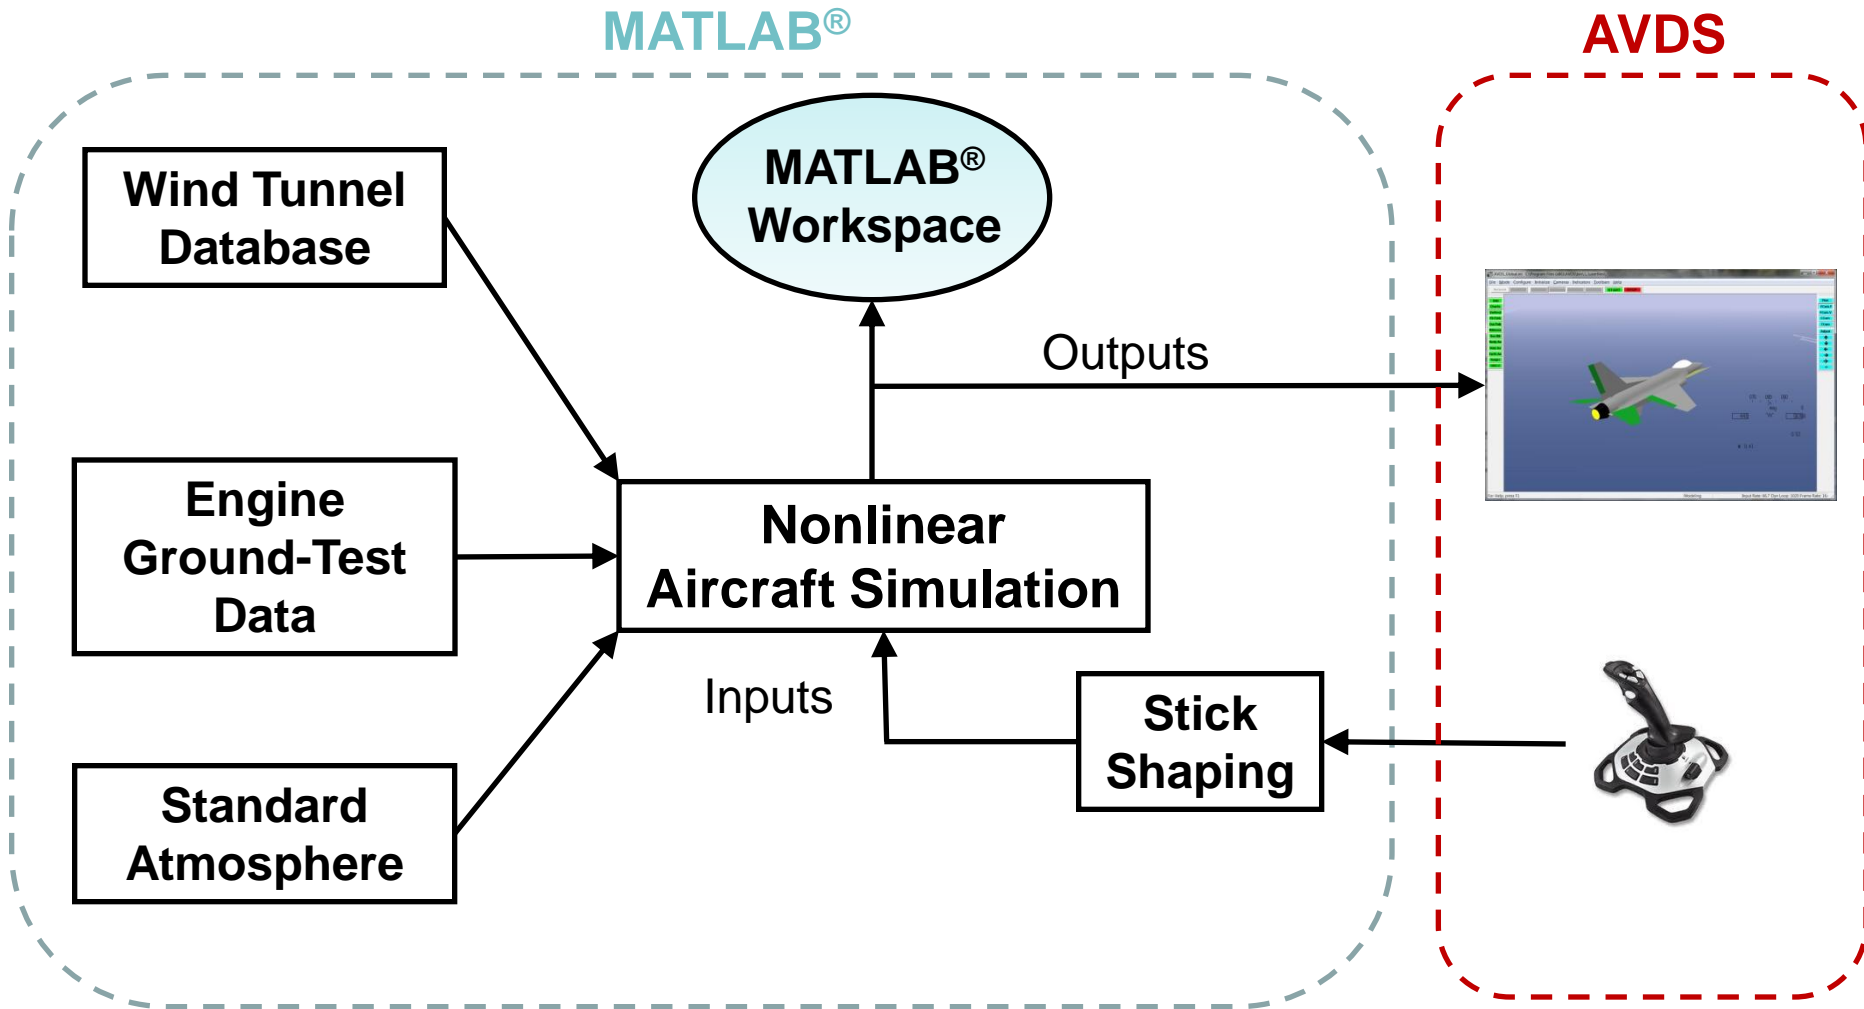 MATLAB®
AVDS
Wind Tunnel
Database
MATLAB®
Workspace
Outputs
Engine
Ground-Test
Data
Nonlinear
Aircraft Simulation
Inputs
Stick
Shaping
Standard
Atmosphere